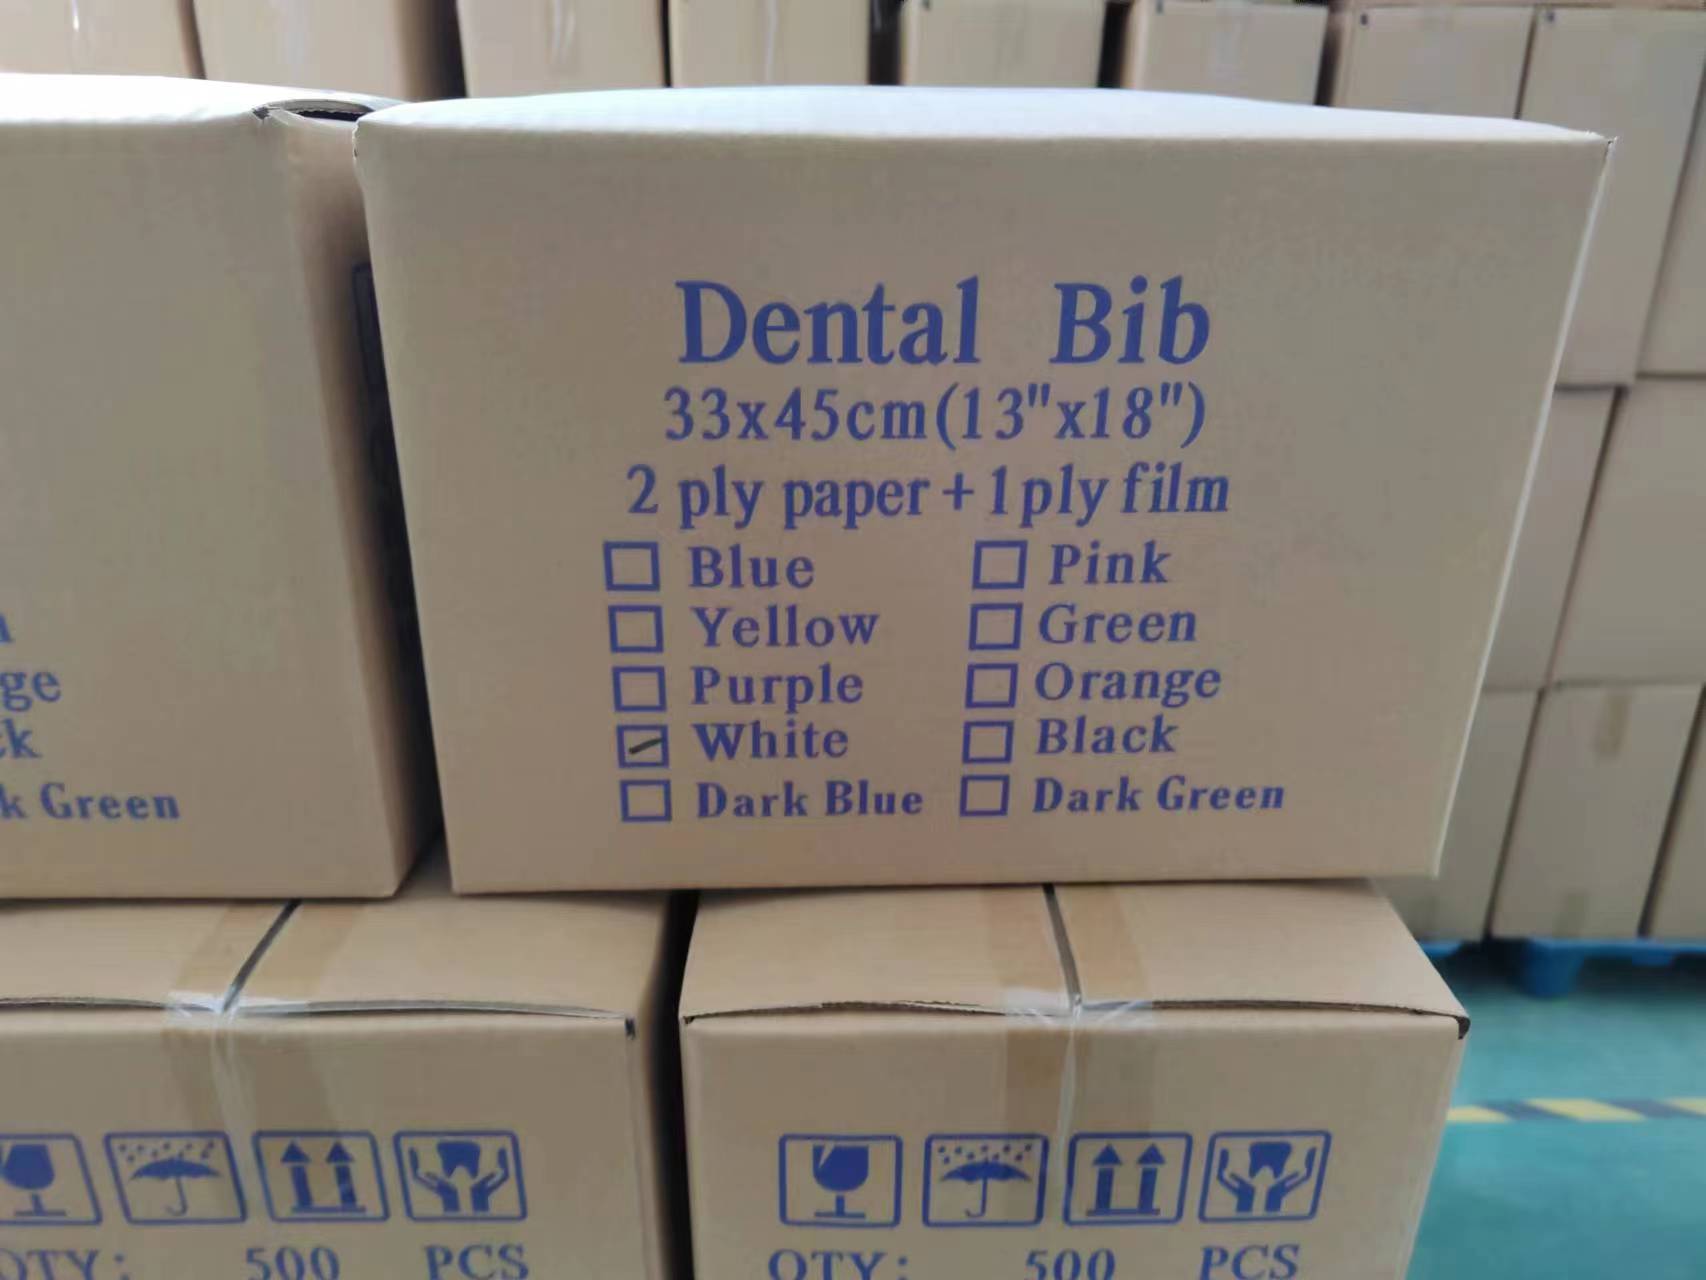 Dental Bib
33x45cm(13"x18")
2 ply paper+1ply film
Blue Pink
Yellow Green
Purple Orange
White Black
Dark Blue Dark Green
Green
QTY: 500 PCS
QTY: 500 PCS